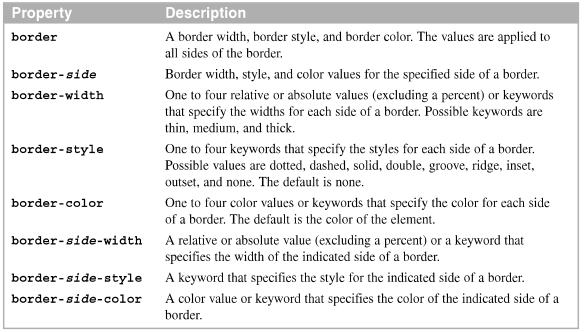 Property Description
border A border width, border style, and border color. The values are applied to
all sides of the border.
border-side Border width, style, and color values for the specified side of a border.
border-width One to four relative or absolute values (excluding a percent) or keywords
that specify the widths for each side of a border. Possible keywords are
thin, medium, and thick.
border-style One to four keywords that specify the styles for each side of a border.
Possible values are dotted, dashed, solid, double, groove, ridge, inset,
outset, and none. The default is none.
border-color One to four color values or keywords that specify the color for each side
of a border. The default is the color of the element.
border-side-width A relative or absolute value (excluding a percent) or a keyword that
specifies the width of the indicated side of a border.
border-side-style A keyword that specifies the style for the indicated side of a border.
border-side-color A color value or keyword that specifies the color of the indicated side of a
border.